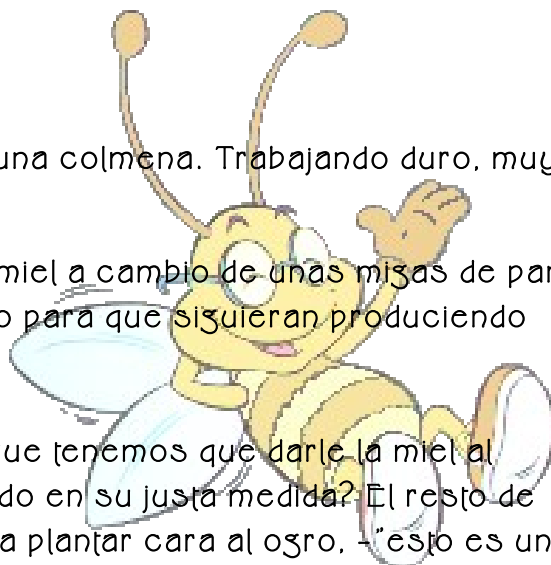 una colmena. Trabajando duro, muy
miel a cambio de unas migas de pan
o para que siguieran produciendo
ue tenemos que darle la miel al
do en su justa medida? El resto de
a plantar cara al ogro, -"esto es un